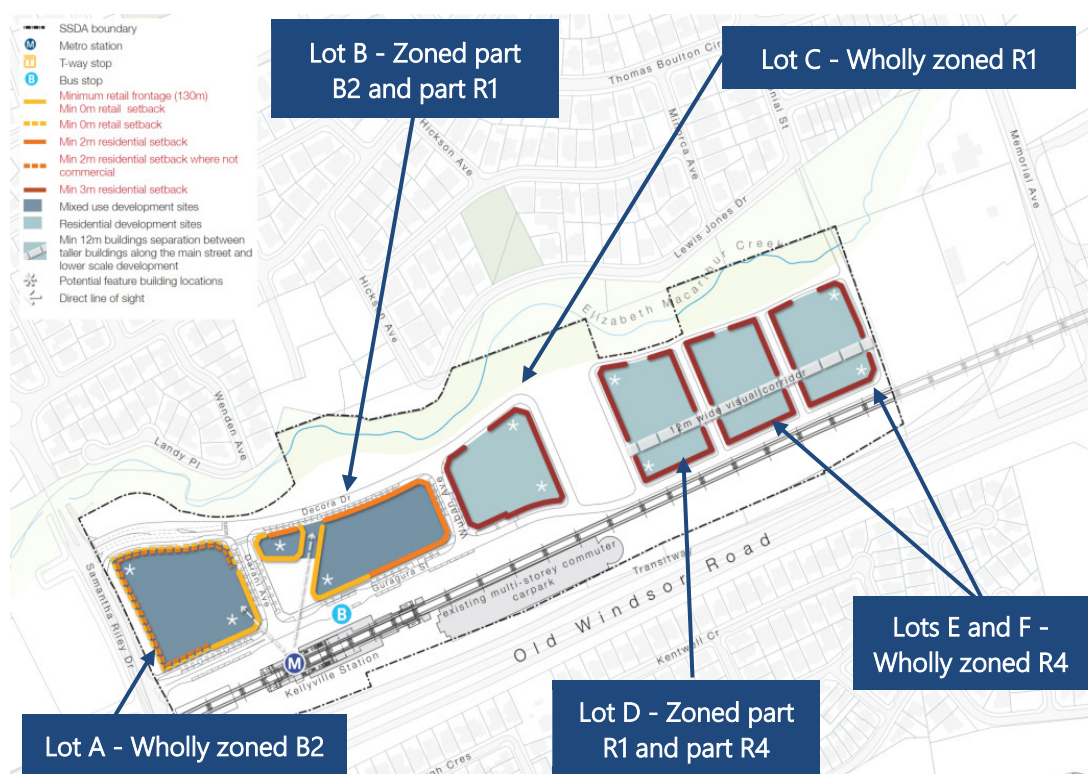 SSDA boundary
M
Metro station
T
T-way stop
B
Bus stop
Minimum retail frontage (130m)
Min 0m retail setback
Min 0m retail setback
Min 2m residential setback
Min 2m residential setback where not
commercial
Min 3m residential setback
Mixed use development sites
Residential development sites
Min 12m buildings separation between
taller buildings along the main street and
lower scale development
Potential feature building locations
Direct line of sight
Lot B - Zoned part
B2 and part R1
Lot C - Wholly zoned R1
Thomas Boulton Circ
Hickson Ave
Minorca Ave
Memorial Ave
Lewis Jones Dr
Elizabeth Macarthur Creek
Hickson Ave
Wenden Ave
Landy Pl
12m wide visual corridor
Decora Dr
Wuban Ave
Guragura St
Samantha Riley Dr
existing multi-storey commuter
carpark
Transitway
Old Windsor Road
B
M
Kellyville Station
Kentwell Cr
Lots E and F -
Wholly zoned R4
Lot D - Zoned part
R1 and part R4
Lot A - Wholly zoned B2